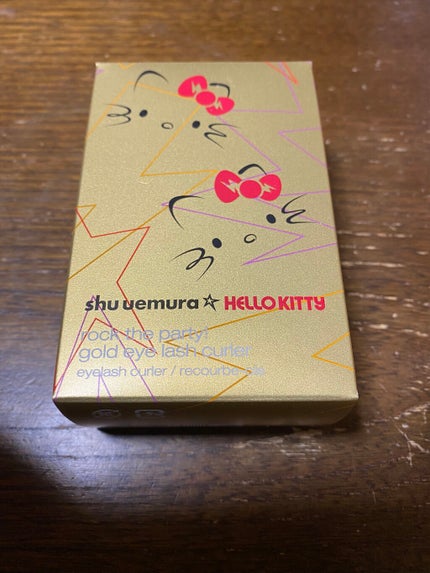 shu uemura ☆ HELLO KITTY
rock the party!
gold eye lash curler
eyelash curler / recourbe-cils